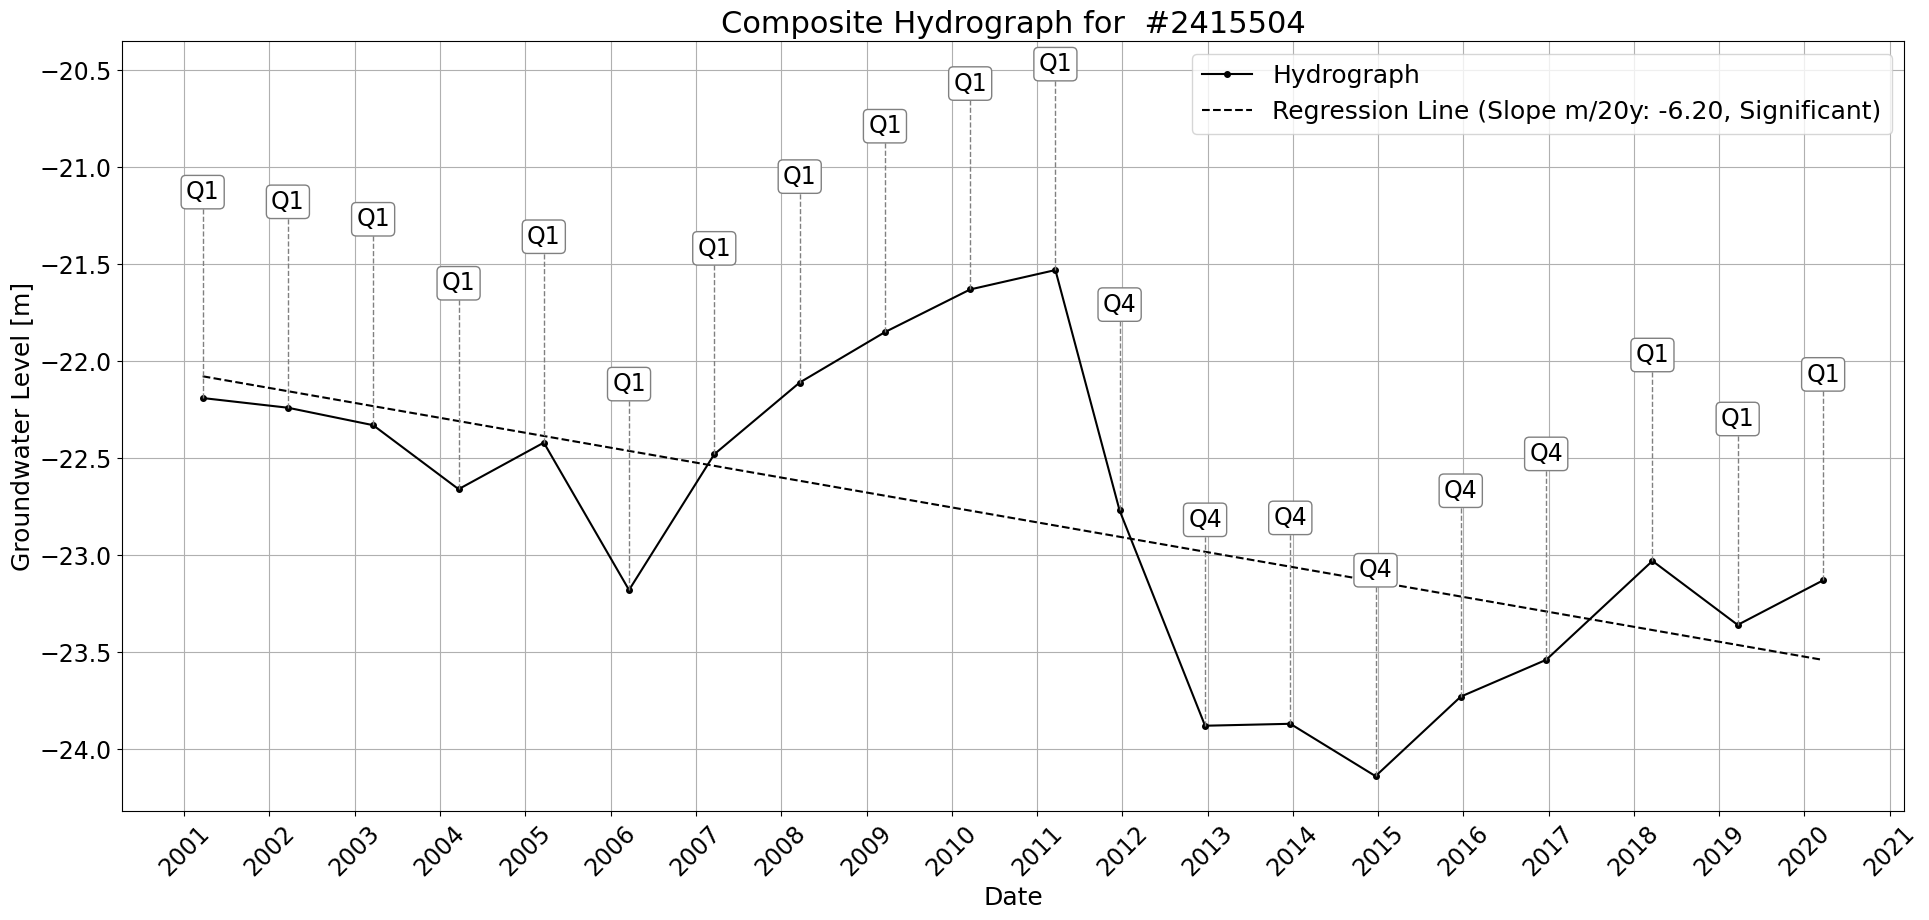 Composite Hydrograph for  #2415504
Hydrograph
Regression Line (Slope m/20y: -6.20, Significant)
Groundwater Level [m]
−20.5
−21.0
−21.5
−22.0
−22.5
−23.0
−23.5
−24.0
Q1
Q1
Q1
Q1
Q1
Q1
Q1
Q1
Q1
Q1
Q1
Q4
Q4
Q4
Q4
Q4
Q4
Q1
Q1
Q1
2001
2002
2003
2004
2005
2006
2007
2008
2009
2010
2011
2012
2013
2014
2015
2016
2017
2018
2019
2020
2021
Date